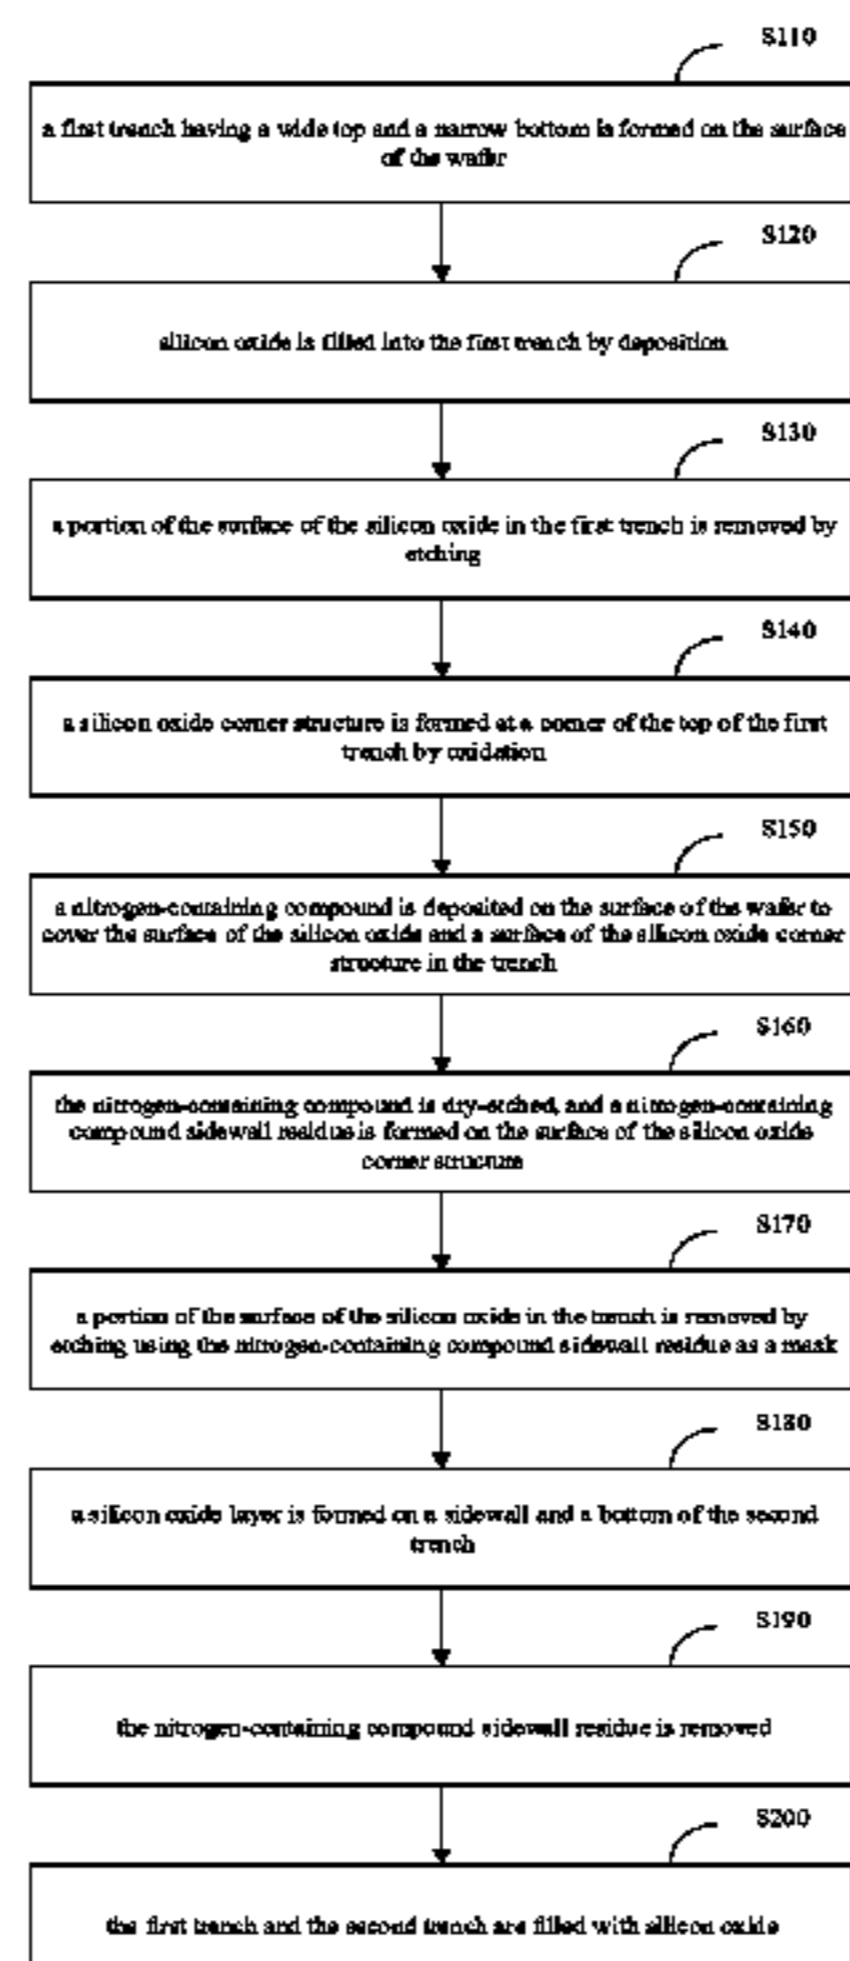 S110
a first trench having a wide top and a narrow bottom is formed on the surface
of the wafer
S120
silicon oxide is filled into the first trench by deposition
S130
a portion of the surface of the silicon oxide in the first trench is removed by
etching
S140
a silicon oxide corner structure is formed at a corner of the top of the first
trench by oxidation
S150
a nitrogen-containing compound is deposited on the surface of the wafer to
cover the surface of the silicon oxide and a surface of the silicon oxide corner
structure in the trench
S160
the nitrogen-containing compound is dry-etched, and a nitrogen-containing
compound sidewall residue is formed on the surface of the silicon oxide
corner structure
S170
a portion of the surface of the silicon oxide in the trench is removed by
etching using the nitrogen-containing compound sidewall residue as a mask
S180
a silicon oxide layer is formed on a sidewall and a bottom of the second
trench
S190
the nitrogen-containing compound sidewall residue is removed
S200
the first trench and the second trench are filled with silicon oxide